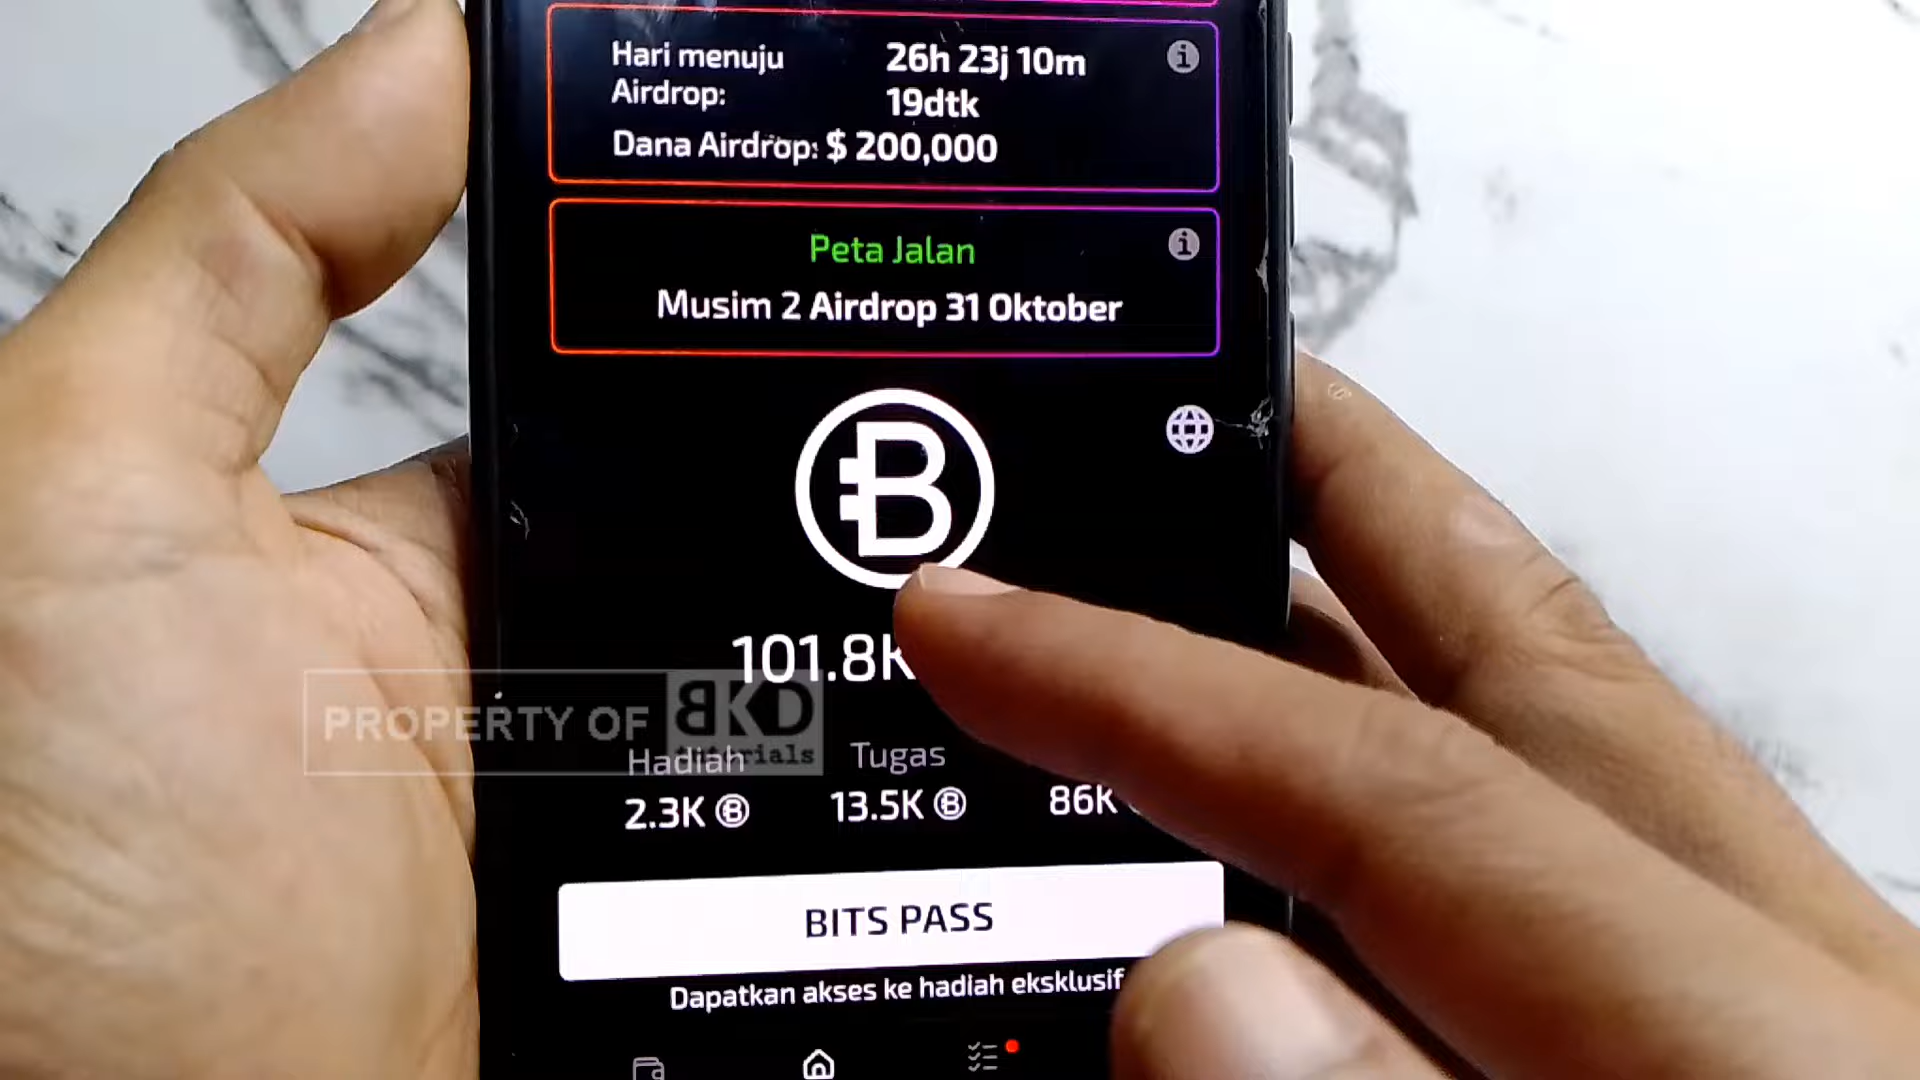 Hari menuju 26h 23j 10m
Airdrop: 19dtk
Dana Airdrop: $ 200,000
Peta Jalan
Musim 2 Airdrop 31 Oktober
101.8K
PROPERTY OF BKD
tutorials
Hadiah Tugas
2.3K 13.5K 86K
BITS PASS
Dapatkan akses ke hadiah eksklusif